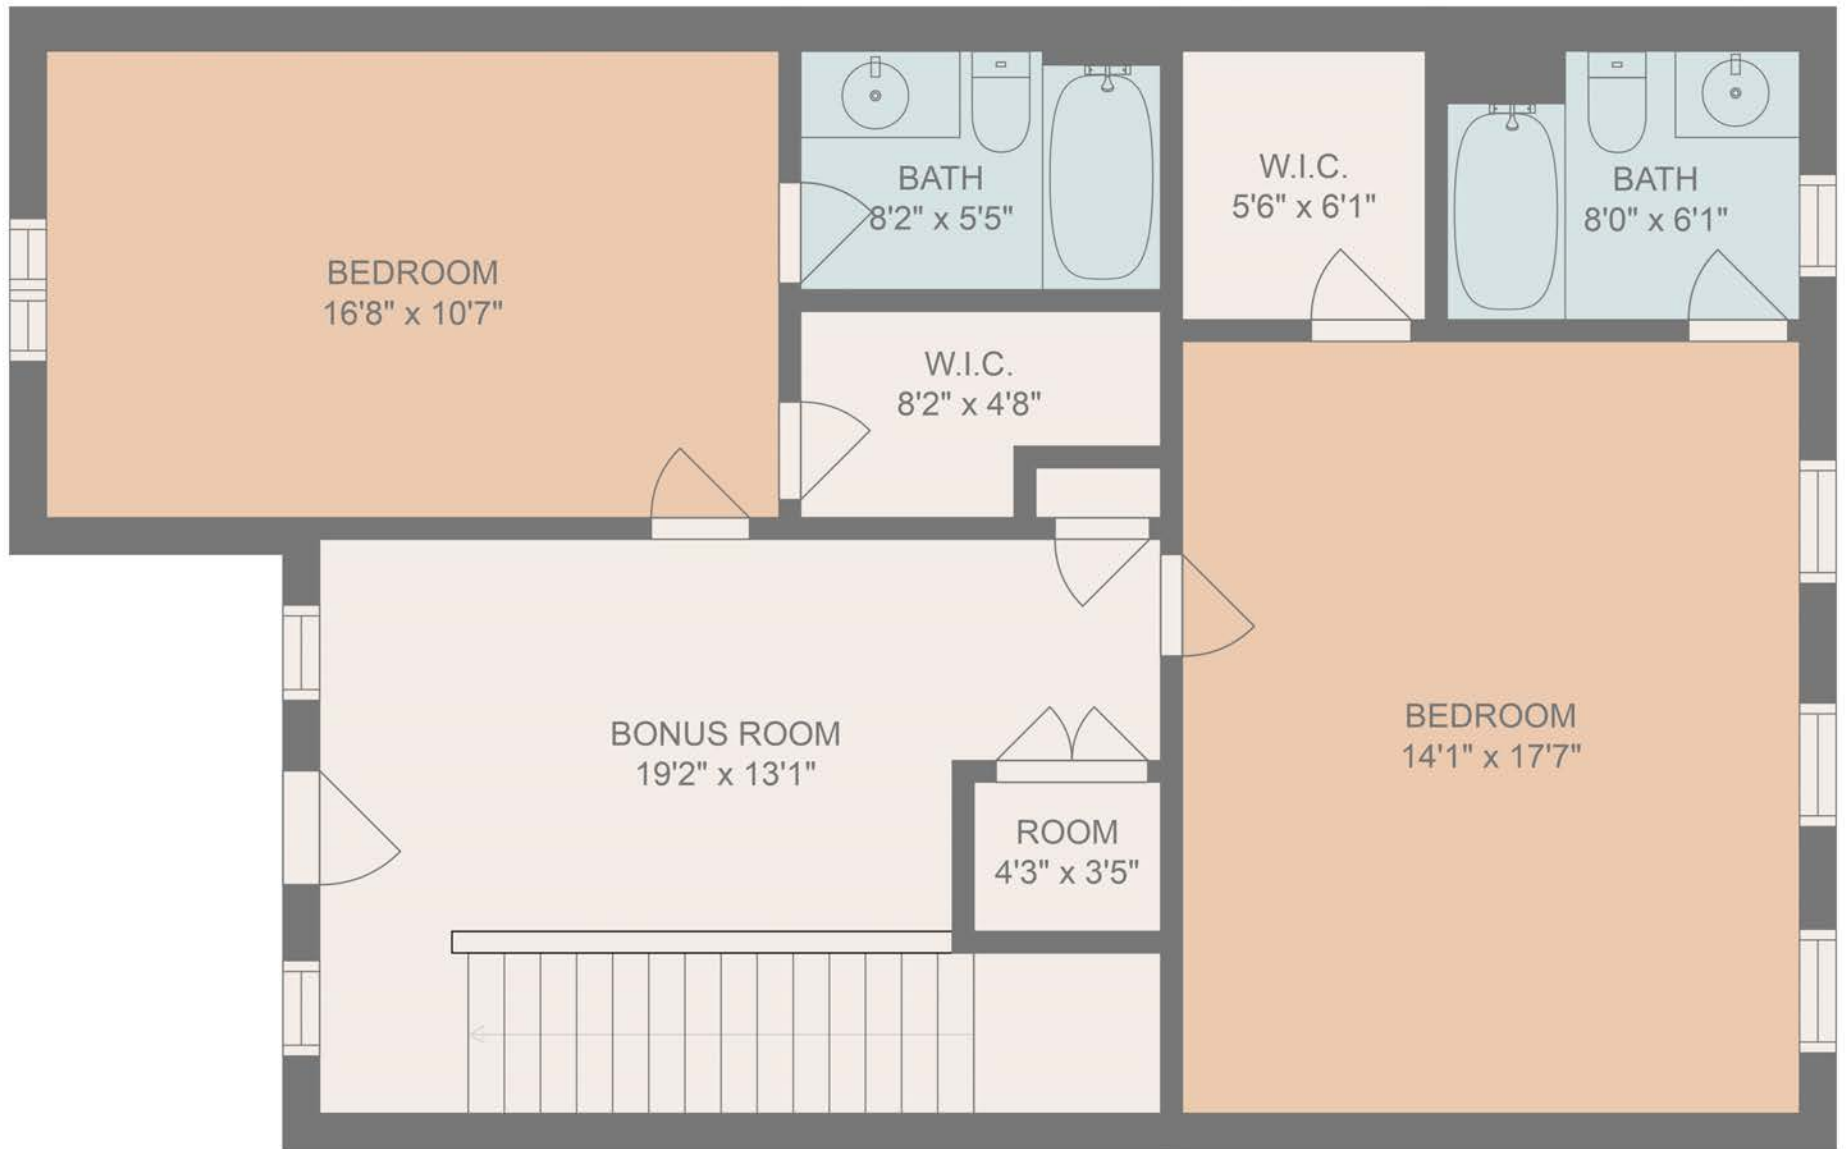 BEDROOM
16'8" x 10'7"
BATH
8'2" x 5'5"
W.I.C.
5'6" x 6'1"
BATH
8'0" x 6'1"
W.I.C.
8'2" x 4'8"
BONUS ROOM
19'2" x 13'1"
ROOM
4'3" x 3'5"
BEDROOM
14'1" x 17'7"